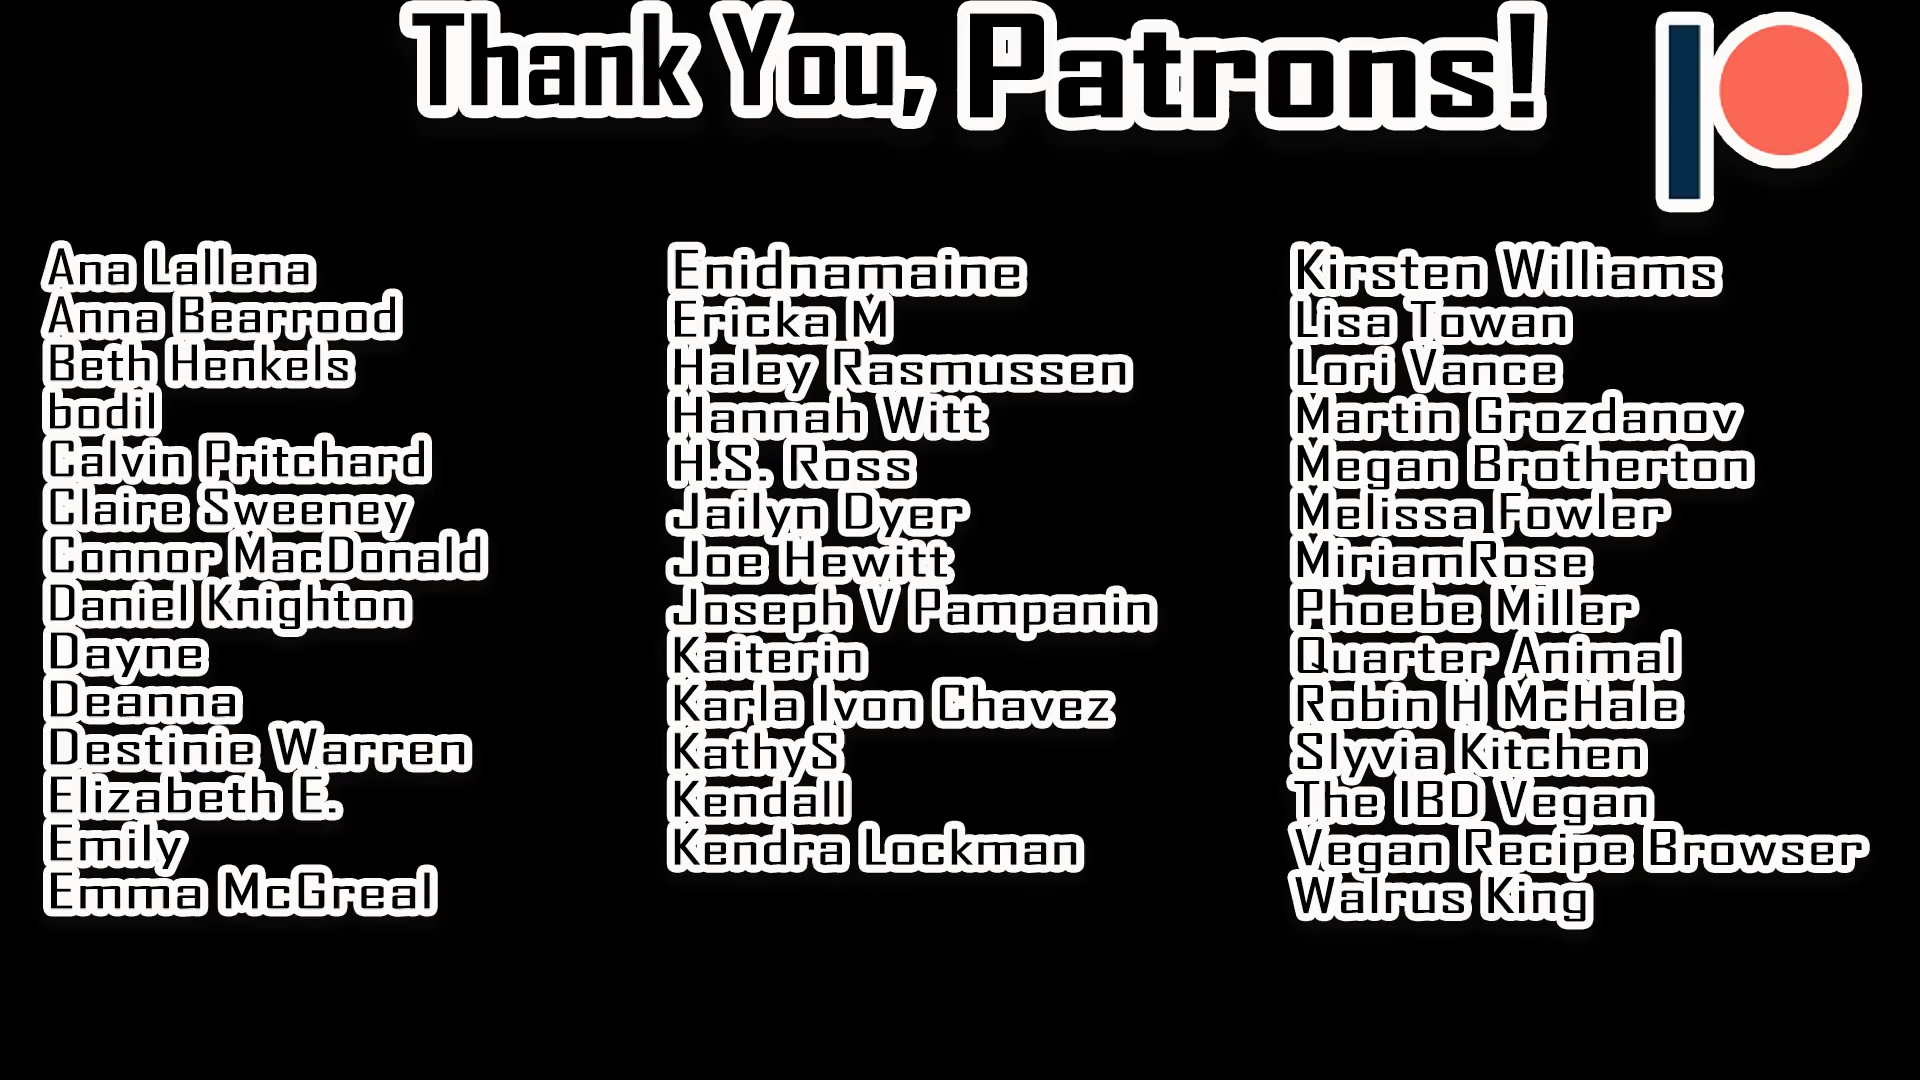 Thank You, Patrons!
Ana Lallena
Anna Bearrood
Beth Henkels
bodil
Calvin Pritchard
Claire Sweeney
Connor MacDonald
Daniel Knighton
Dayne
Deanna
Destinie Warren
Elizabeth E.
Emily
Emma McGreal
Enidnamaine
Ericka M
Haley Rasmussen
Hannah Witt
H.S. Ross
Jailyn Dyer
Joe Hewitt
Joseph V Pampanin
Kaiterin
Karla Ivon Chavez
KathyS
Kendall
Kendra Lockman
Kirsten Williams
Lisa Towan
Lori Vance
Martin Grozdanov
Megan Brotherton
Melissa Fowler
MiriamRose
Phoebe Miller
Quarter Animal
Robin H McHale
Slyvia Kitchen
The IBD Vegan
Vegan Recipe Browser
Walrus King